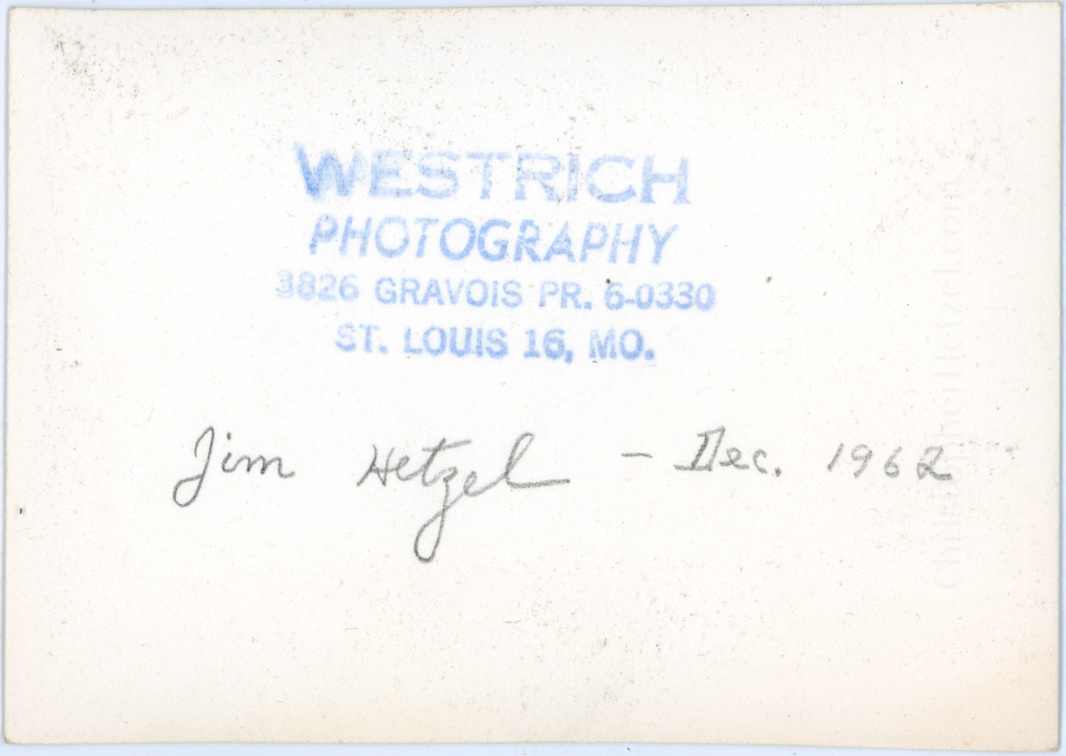 WESTRICH
PHOTOGRAPHY
3826 GRAVOIS PR. 6-0330
ST. LOUIS 16, MO.
Jim Hetzel - Dec. 1962